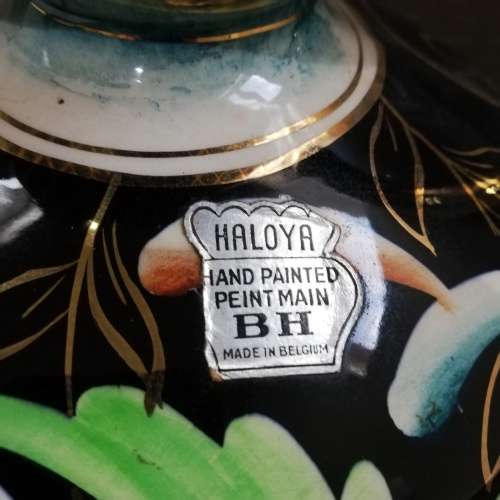 HALOYA
HAND PAINTED
PEINT MAIN
BH
MADE IN BELGIUM